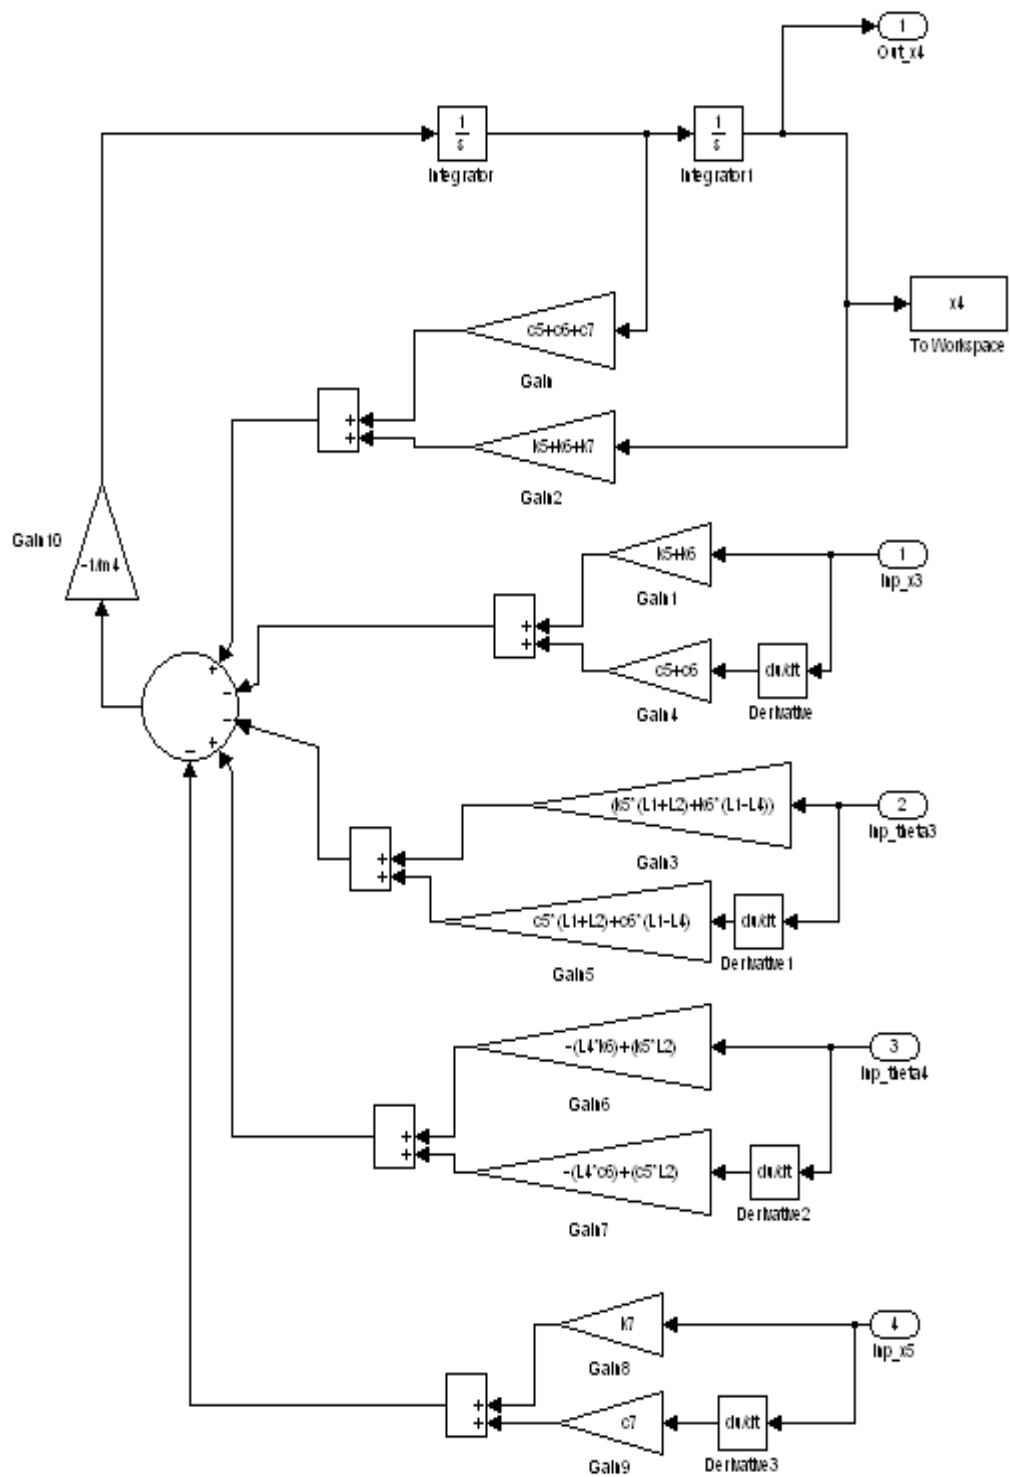 1
Out_x4
1
s
Integrator
1
s
Integrator1
x4
To Workspace
c5+c6+c7
Gain
+
+
k5+k6+k7
Gain2
Gain10
-1/m4
k5+k6
Gain1
1
Inp_x3
+
+
c5+c6
Gain4
du/dt
Derivative
+
-
-
+
-
(k5*(L1+L2)+k6*(L1-L4))
Gain3
2
Inp_theta3
+
+
c5*(L1+L2)+c6*(L1-L4)
Gain5
du/dt
Derivative1
-(L4*k6)+(k5*L2)
Gain6
3
Inp_theta4
+
+
-(L4*c6)+(c5*L2)
Gain7
du/dt
Derivative2
k7
Gain8
4
Inp_x5
+
+
c7
Gain9
du/dt
Derivative3